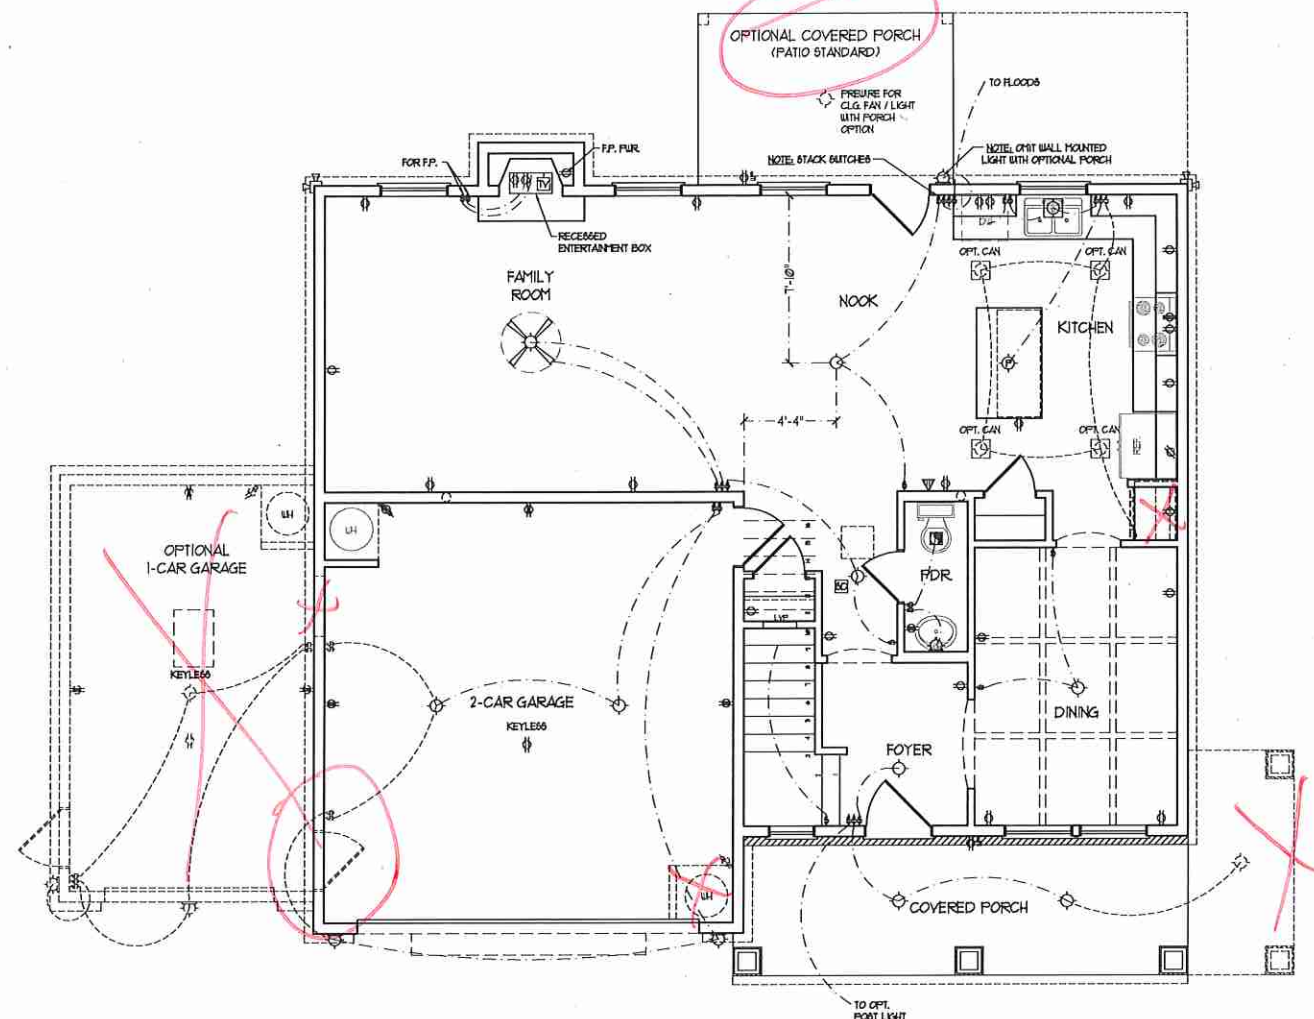 OPTIONAL COVERED PORCH
(PATIO STANDARD)
PREWIRE FOR
CLG. FAN / LIGHT
WITH PORCH
OPTION
TO FLOODS
NOTE: OMIT WALL MOUNTED
LIGHT WITH OPTIONAL PORCH
NOTE: STACK SWITCHES
FOR F.P.
F.P. PWR.
TV
RECESSED
ENTERTAINMENT BOX
FAMILY
ROOM
7'-10"
NOOK
4'-4"
D.W.
OPT. CAN
OPT. CAN
KITCHEN
P
OPT. CAN
OPT. CAN
REF.
WH
WH
OPTIONAL
1-CAR GARAGE
KEYLESS
2-CAR GARAGE
KEYLESS
PDR.
SD
DINING
FOYER
WH
COVERED PORCH
TO OPT.
POST LIGHT